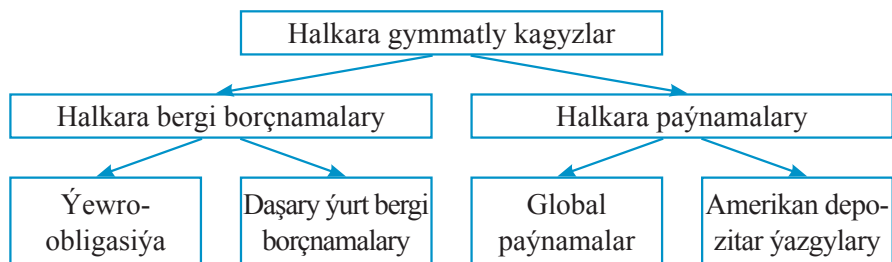 Halkara gymmatly kagyzlar
Halkara bergi borçnamalary
Halkara paýnamalary
Ýewro-
obligasiýa
Daşary ýurt bergi
borçnamalary
Global
paýnamalar
Amerikan depo-
zitar ýazgylary